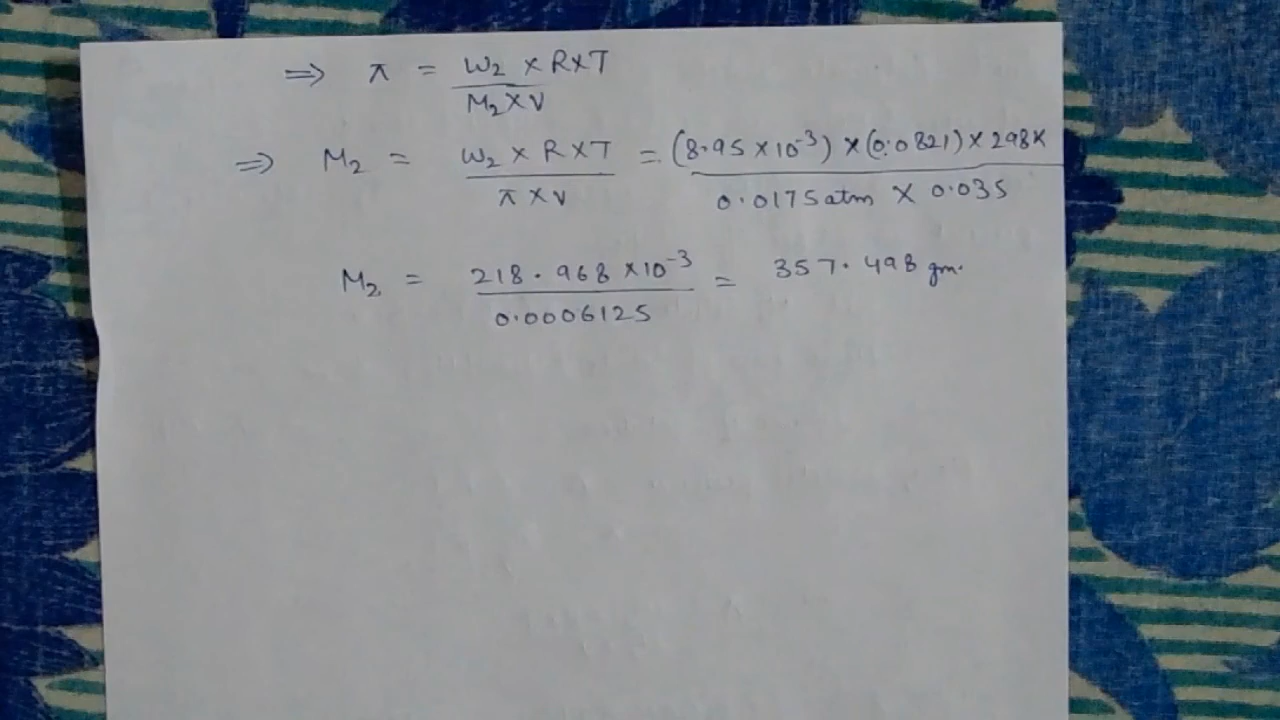 ⇒ π = W₂ × R×T / M₂×V
⇒ M₂ = W₂ × R×T / π×V = (8.95 × 10⁻³) × (0.0821) × 298K / 0.0175 atm × 0.035
M₂ = 218.968 × 10⁻³ / 0.0006125 = 357.498 gm.